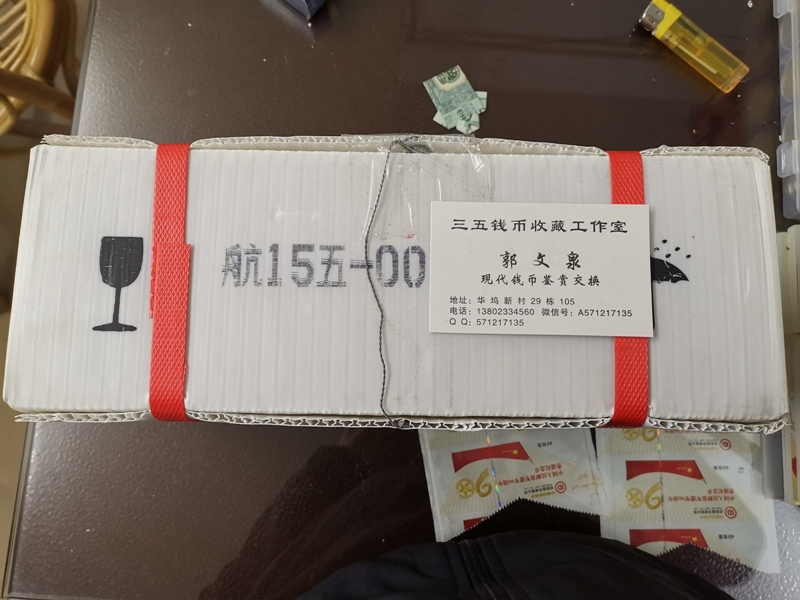 航15五-00
三五钱币收藏工作室
郭文泉
现代钱币鉴赏交换
地址：华坞新村29栋105
电话：13802334560 微信号：A571217135
Q Q：571217135